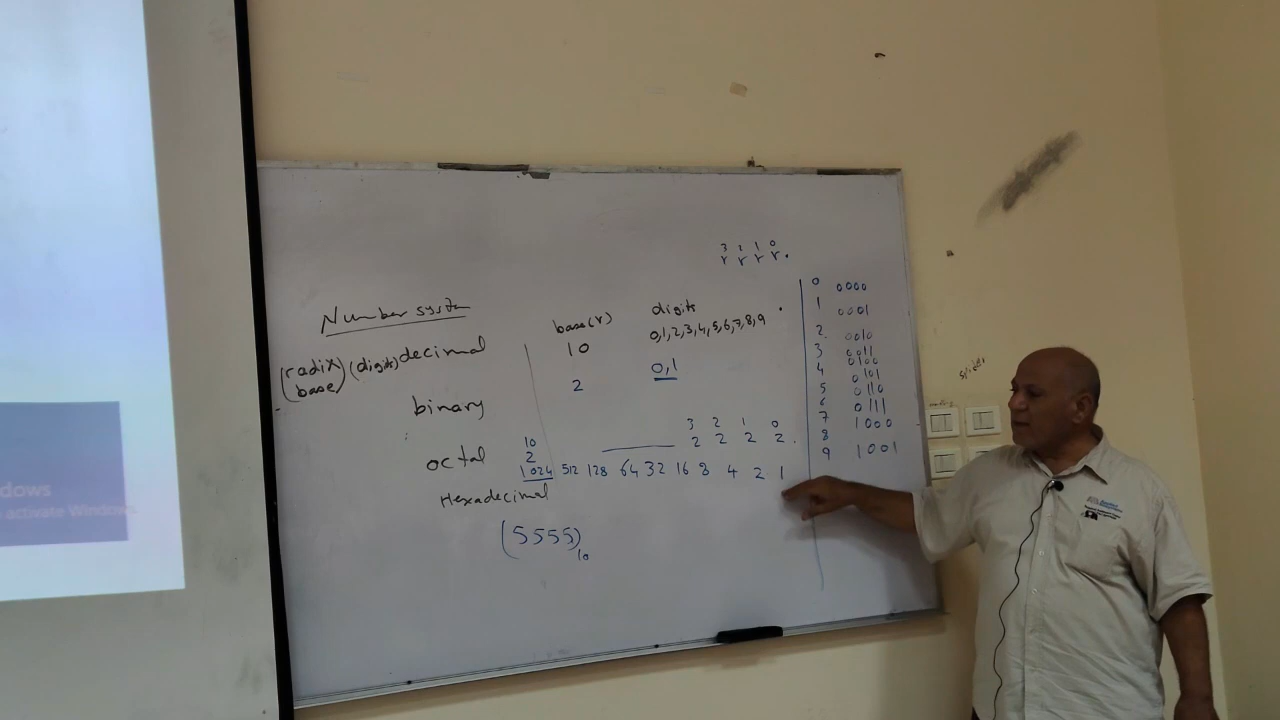 3 2 1 0
r r r r .
Number system
base(r)
digits
(radix base) (digits) decimal
10
0,1,2,3,4,5,6,7,8,9
binary
2
0,1
3 2 1 0
2 2 2 2 .
octal
10
2
1024 512 128 64 32 16 8 4 2 1
Hexadecimal
(5555)10
0 0000
1 0001
2 0010
3 0011
4 0100
5 0101
6 0110
7 0111
8 1000
9 1001
dows
activate Windows